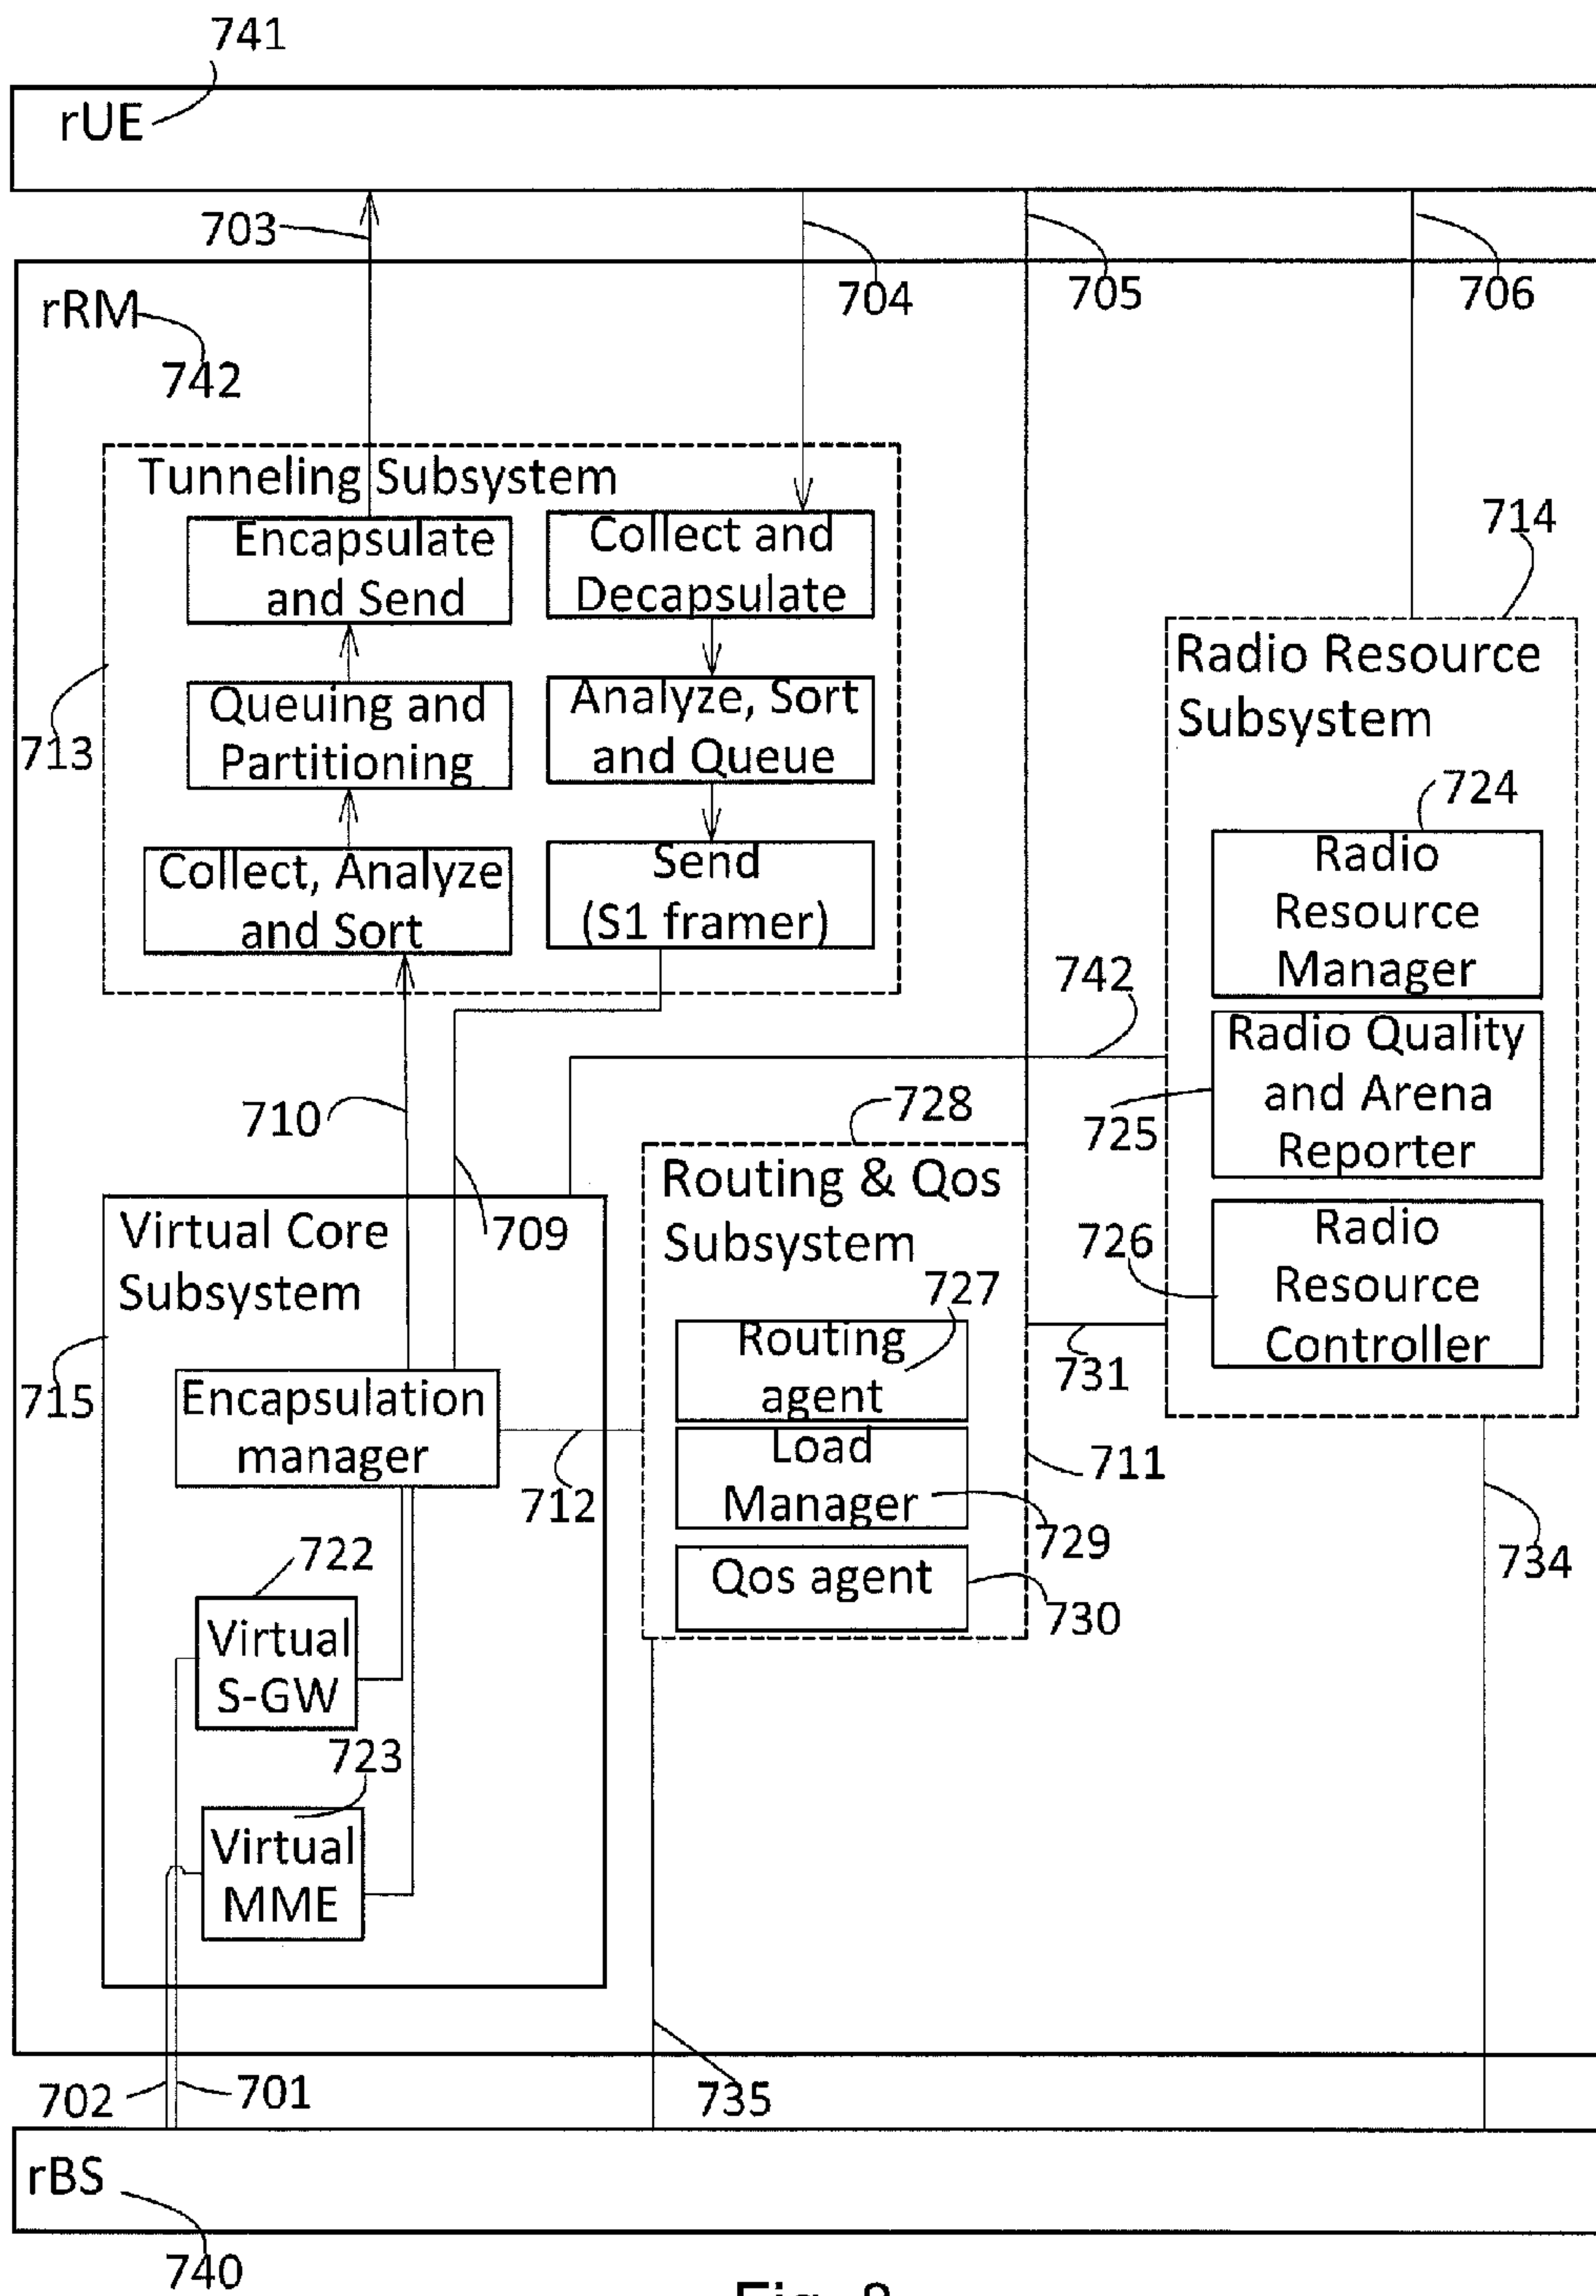 741
rUE
703
704
705
706
rRM
742
Tunneling Subsystem
Encapsulate
and Send
Collect and
Decapsulate
714
Radio Resource
Subsystem
Queuing and
Partitioning
Analyze, Sort
and Queue
713
724
Radio
Resource
Manager
Collect, Analyze
and Sort
Send
(S1 framer)
742
Radio Quality
and Arena
Reporter
725
710
728
709
Routing & Qos
Subsystem
Virtual Core
Subsystem
726
Radio
Resource
Controller
727
Routing
agent
731
715
Encapsulation
manager
Load
Manager
711
712
729
734
722
Qos agent
730
Virtual
S-GW
723
Virtual
MME
702
701
735
rBS
740